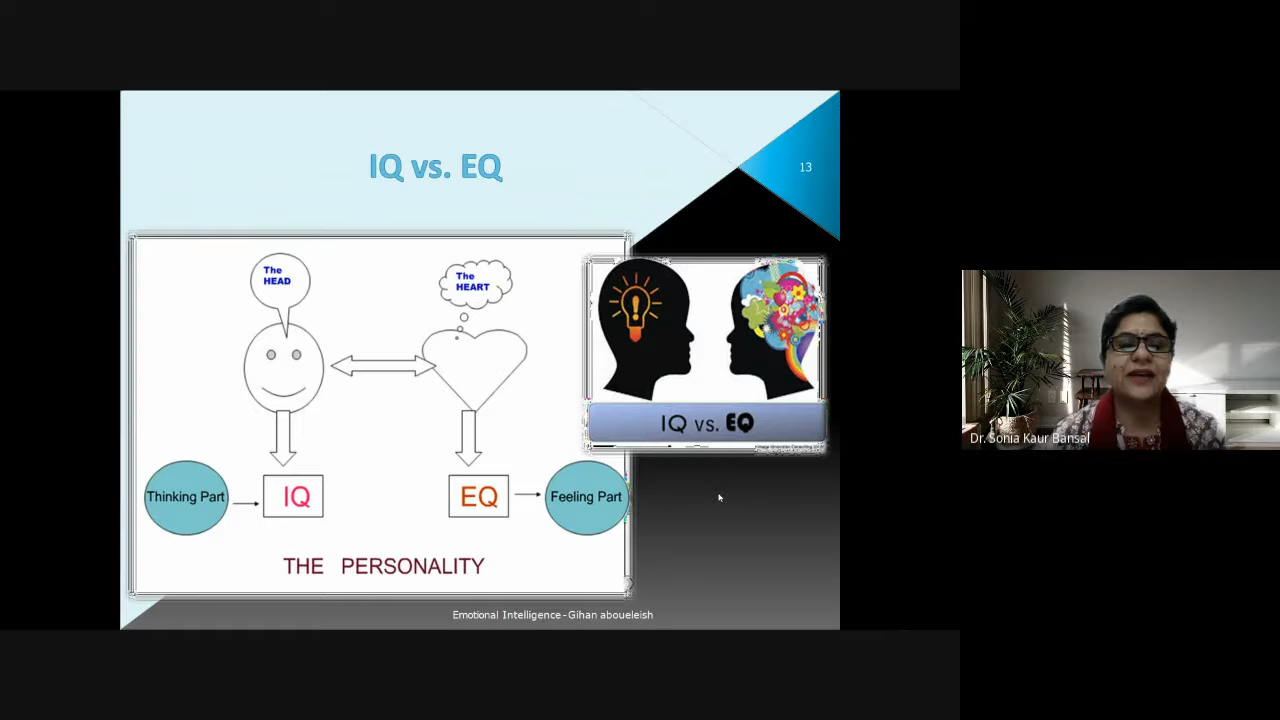 IQ vs. EQ
13
The
HEAD
The
HEART
IQ vs. EQ
Thinking Part
IQ
EQ
Feeling Part
THE PERSONALITY
Emotional Intelligence - Gihan aboueleish
Dr. Sonia Kaur Bansal